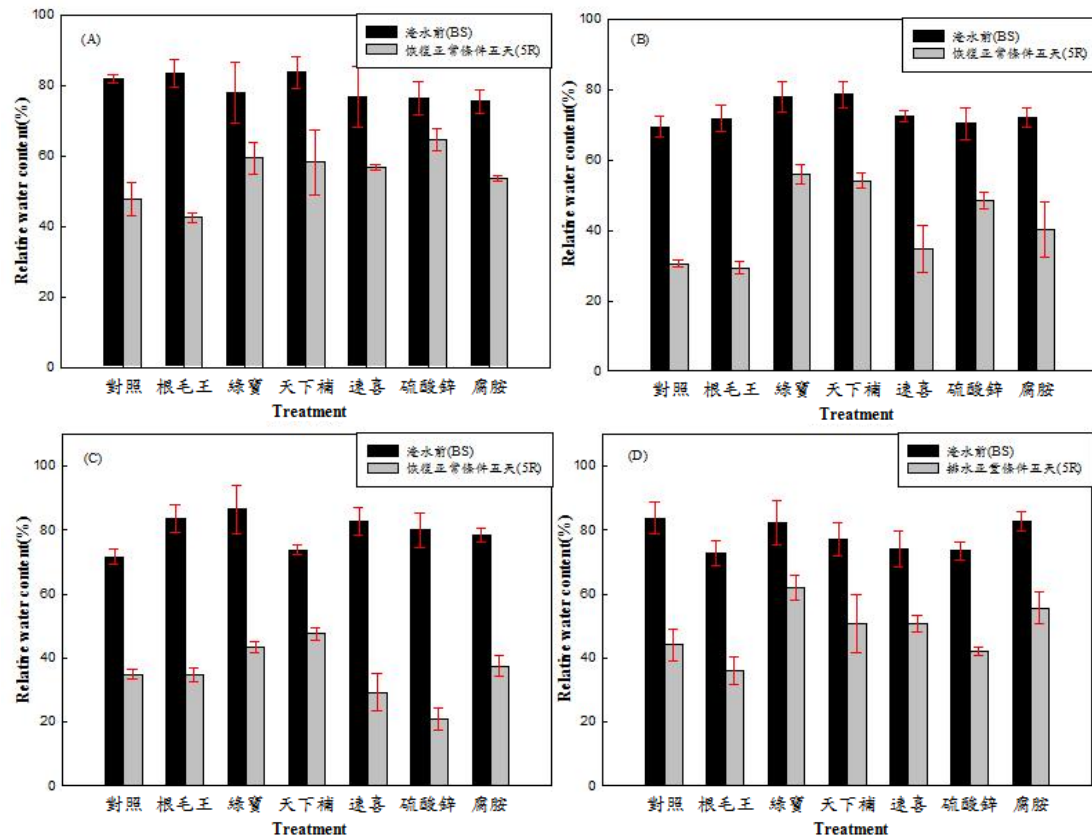 (A)
淹水前(BS)
恢復正常條件五天(5R)
Relative water content(%)
100
80
60
40
20
0
對照 根毛王 綠寶 天下補 速喜 硫酸鋅 腐胺
Treatment
(B)
淹水前(BS)
恢復正常條件五天(5R)
Relative water content(%)
100
80
60
40
20
0
對照 根毛王 綠寶 天下補 速喜 硫酸鋅 腐胺
Treatment
(C)
淹水前(BS)
恢復正常條件五天(5R)
Relative water content(%)
100
80
60
40
20
0
對照 根毛王 綠寶 天下補 速喜 硫酸鋅 腐胺
Treatment
(D)
淹水前(BS)
排水正常條件五天(5R)
Relative water content(%)
100
80
60
40
20
0
對照 根毛王 綠寶 天下補 速喜 硫酸鋅 腐胺
Treatment